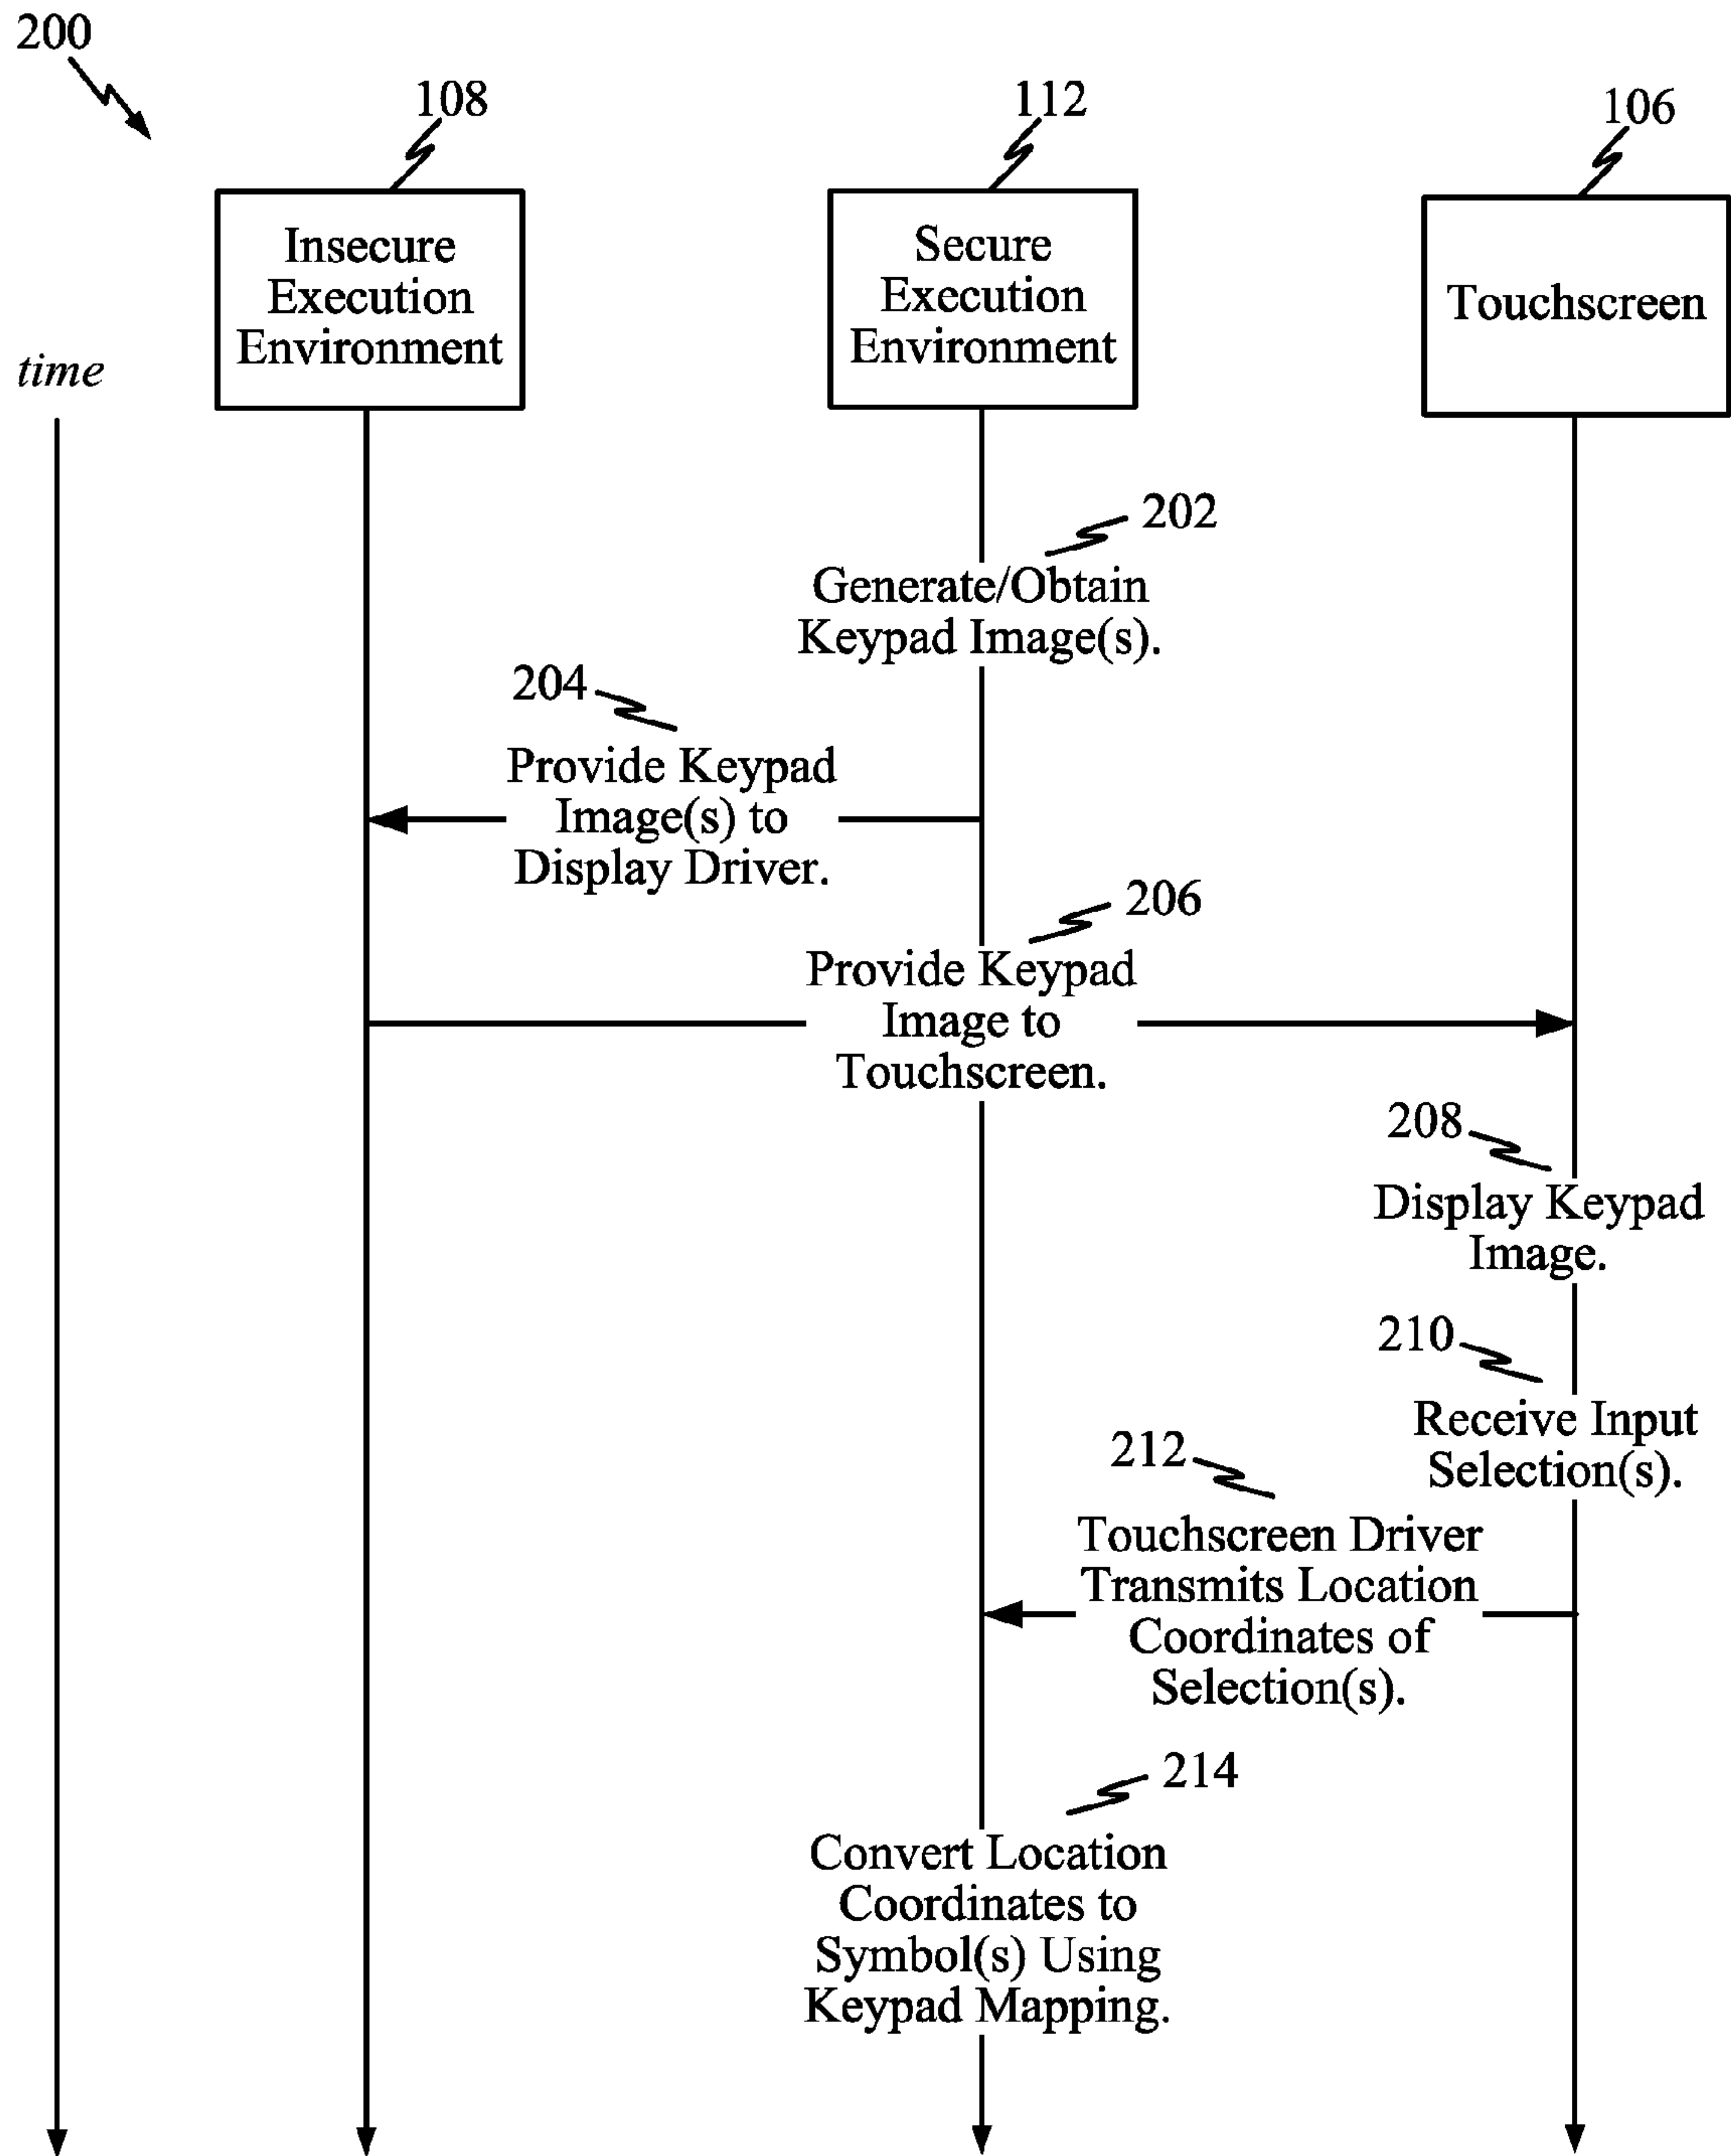 200
108
112
106
Insecure
Execution
Environment
Secure
Execution
Environment
Touchscreen
time
202
Generate/Obtain
Keypad Image(s).
204
Provide Keypad
Image(s) to
Display Driver.
206
Provide Keypad
Image to
Touchscreen.
208
Display Keypad
Image.
210
Receive Input
Selection(s).
212
Touchscreen Driver
Transmits Location
Coordinates of
Selection(s).
214
Convert Location
Coordinates to
Symbol(s) Using
Keypad Mapping.